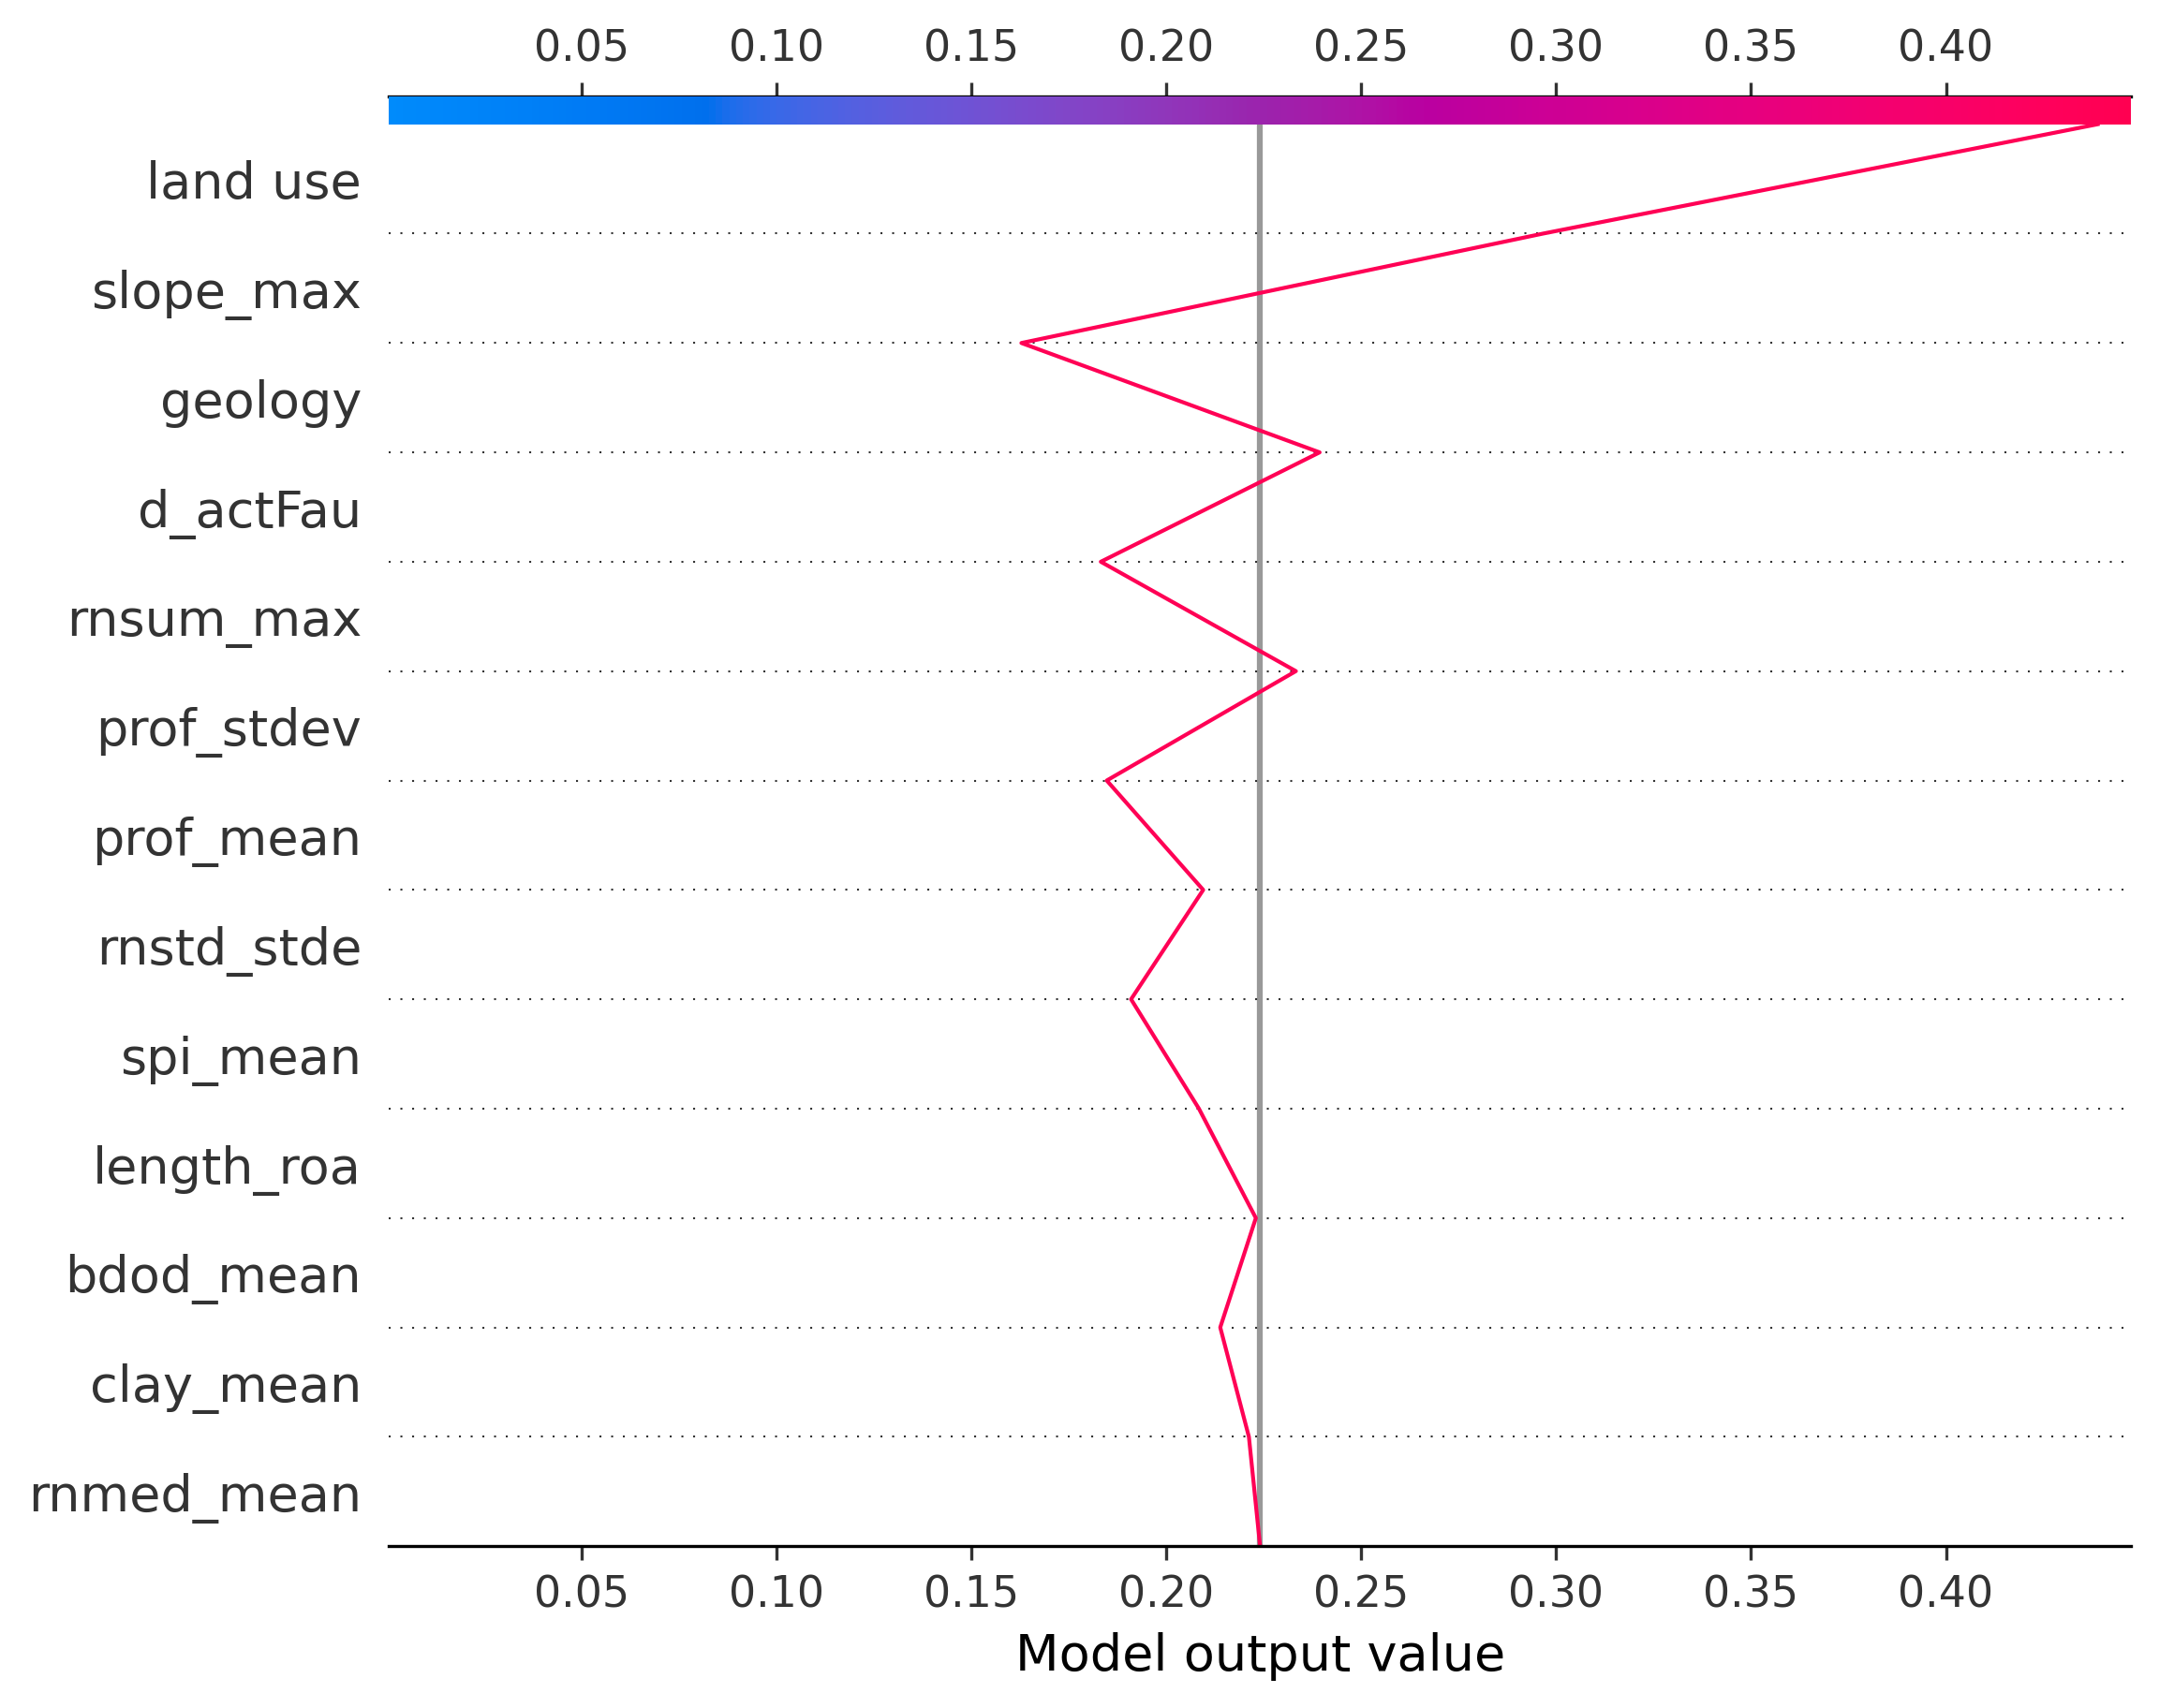 0.05 0.10 0.15 0.20 0.25 0.30 0.35 0.40
land use
slope_max
geology
d_actFau
rnsum_max
prof_stdev
prof_mean
rnstd_stde
spi_mean
length_roa
bdod_mean
clay_mean
rnmed_mean
0.05 0.10 0.15 0.20 0.25 0.30 0.35 0.40
Model output value